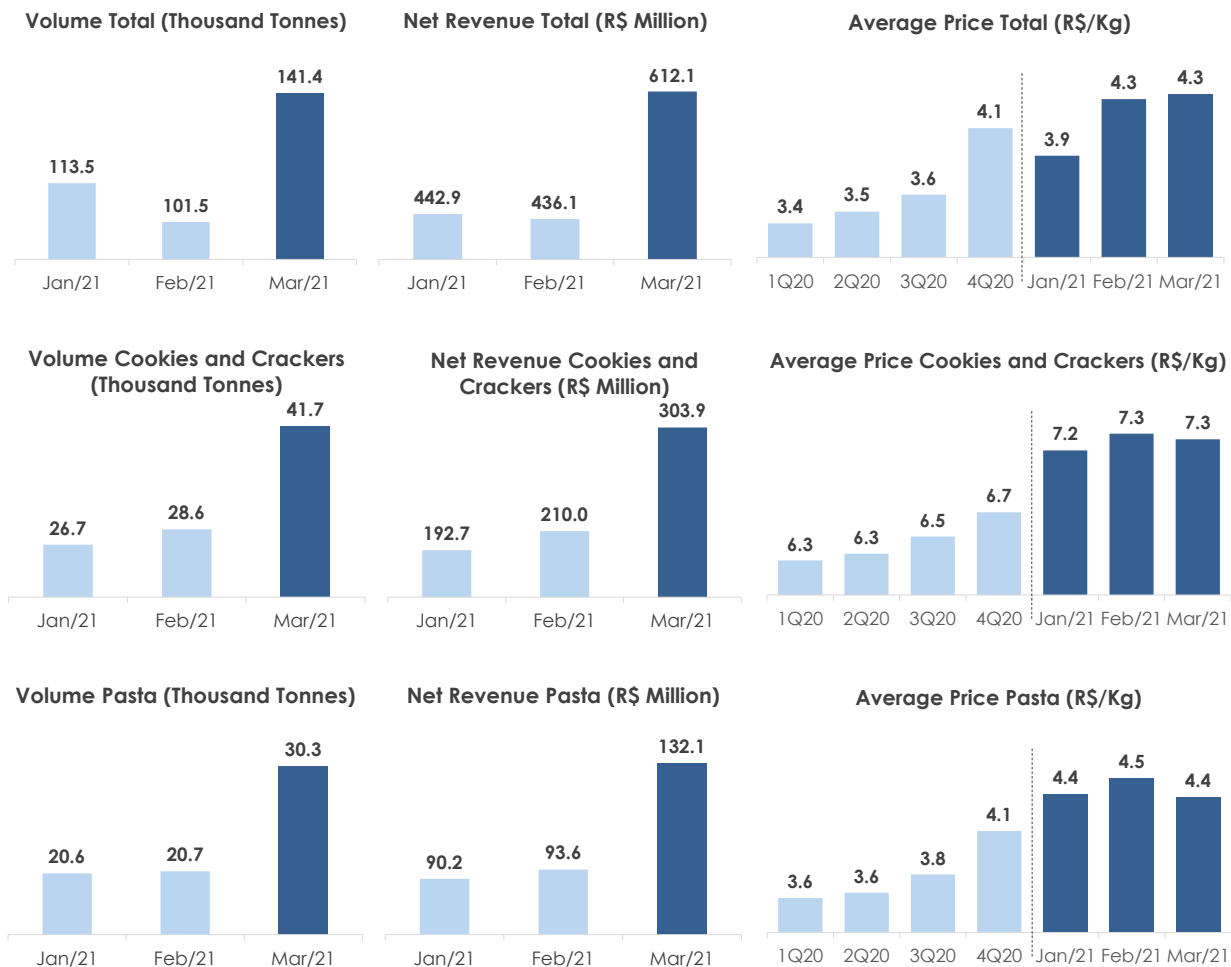 Volume Total (Thousand Tonnes)
113.5
101.5
141.4
Jan/21 Feb/21 Mar/21
Net Revenue Total (R$ Million)
442.9
436.1
612.1
Jan/21 Feb/21 Mar/21
Average Price Total (R$/Kg)
3.4
3.5
3.6
4.1
3.9
4.3
4.3
1Q20 2Q20 3Q20 4Q20 Jan/21 Feb/21 Mar/21
Volume Cookies and Crackers
(Thousand Tonnes)
26.7
28.6
41.7
Jan/21 Feb/21 Mar/21
Net Revenue Cookies and
Crackers (R$ Million)
192.7
210.0
303.9
Jan/21 Feb/21 Mar/21
Average Price Cookies and Crackers (R$/Kg)
6.3
6.3
6.5
6.7
7.2
7.3
7.3
1Q20 2Q20 3Q20 4Q20 Jan/21 Feb/21 Mar/21
Volume Pasta (Thousand Tonnes)
20.6
20.7
30.3
Jan/21 Feb/21 Mar/21
Net Revenue Pasta (R$ Million)
90.2
93.6
132.1
Jan/21 Feb/21 Mar/21
Average Price Pasta (R$/Kg)
3.6
3.6
3.8
4.1
4.4
4.5
4.4
1Q20 2Q20 3Q20 4Q20 Jan/21 Feb/21 Mar/21